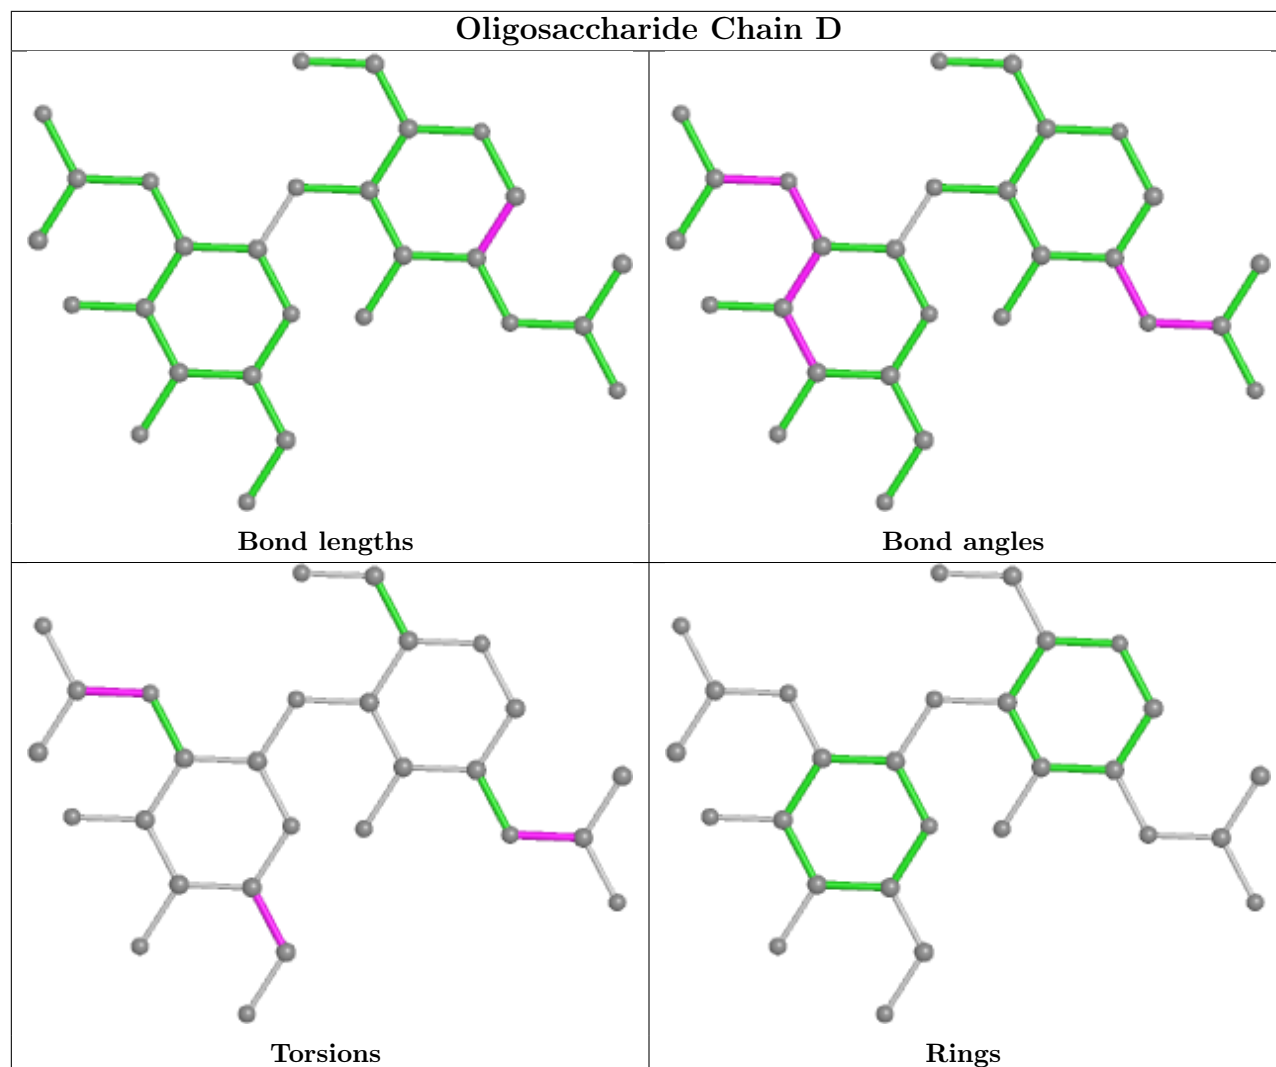 Oligosaccharide Chain D
Bond lengths
Bond angles
Torsions
Rings